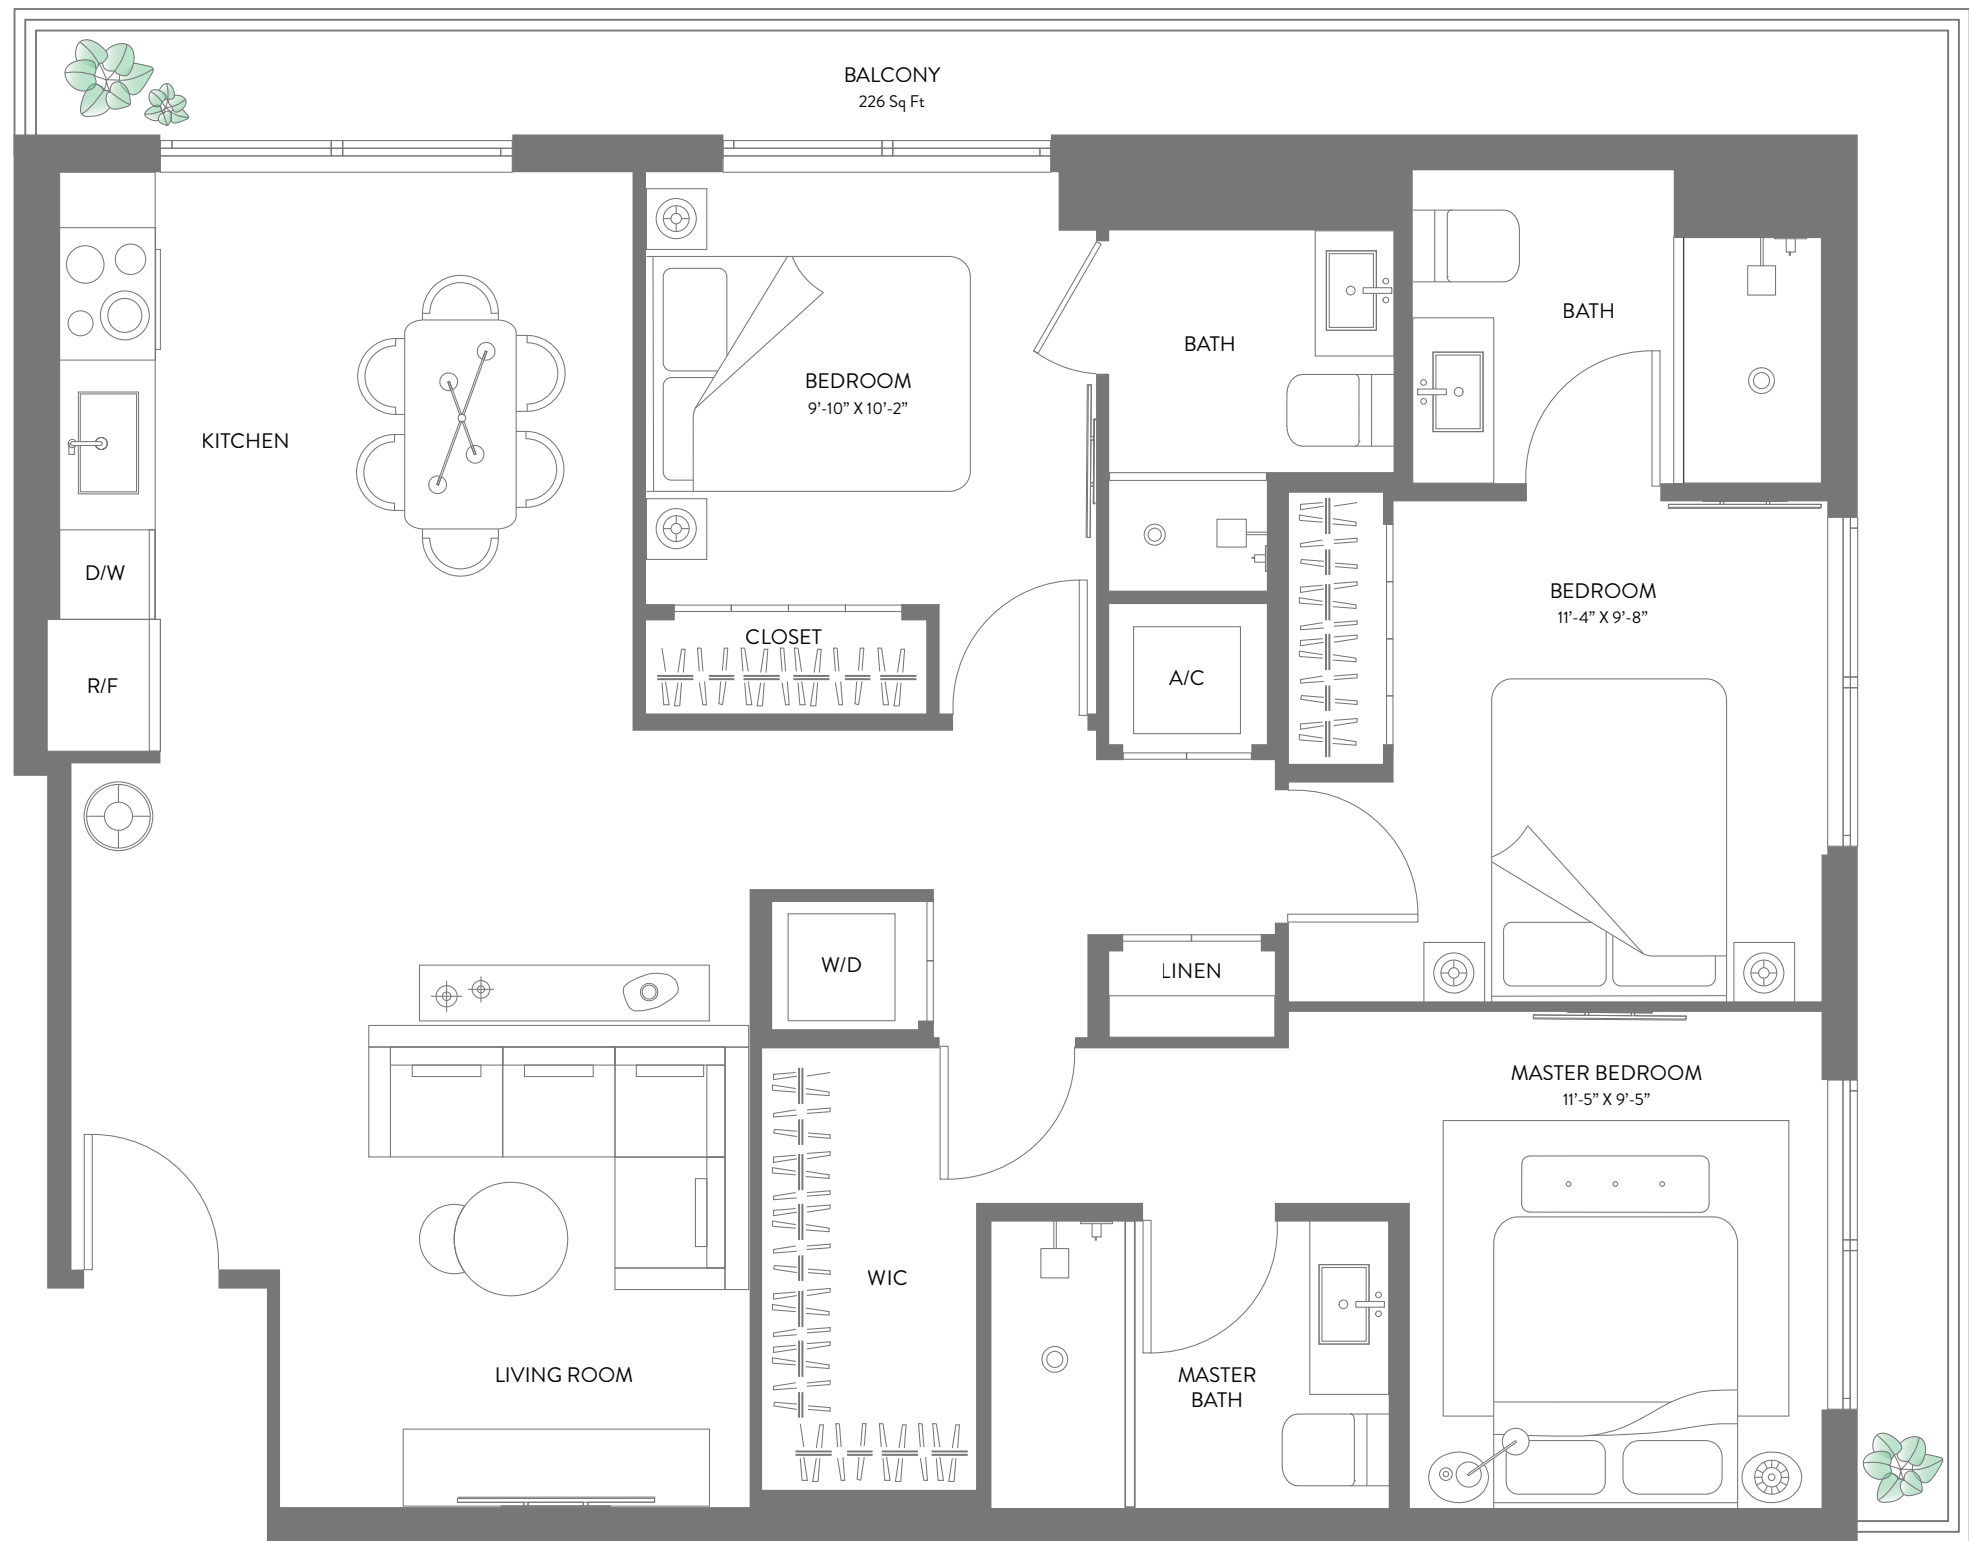 BALCONY
226 Sq Ft
BATH
BATH
BEDROOM
9'-10" X 10'-2"
KITCHEN
D/W
BEDROOM
11'-4" X 9'-8"
CLOSET
R/F
A/C
W/D
LINEN
MASTER BEDROOM
11'-5" X 9'-5"
WIC
LIVING ROOM
MASTER
BATH